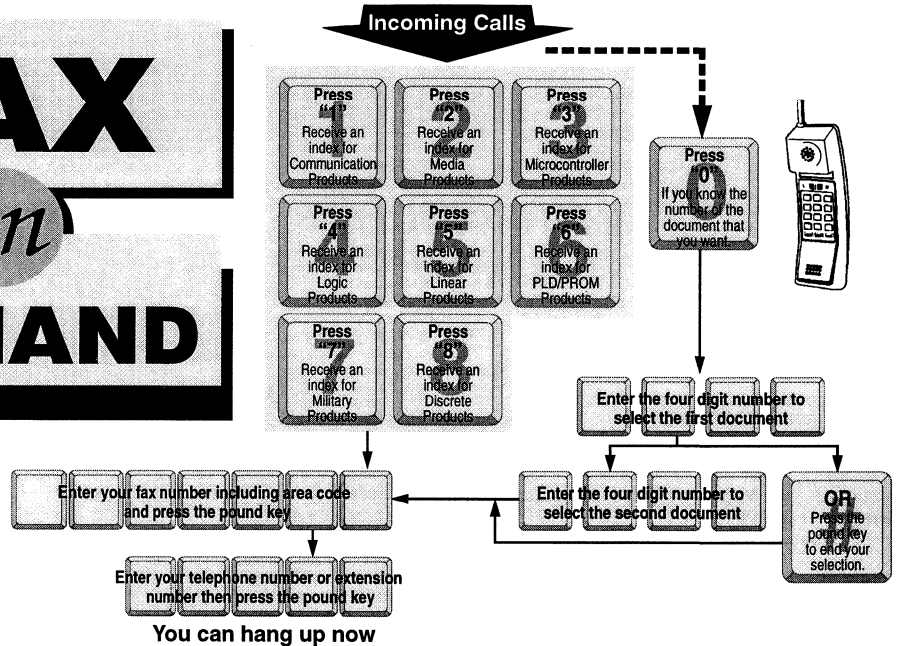 Incoming Calls
AX
n
AND
Press
"1"
Receive an
index for
Communication
Products
Press
"2"
Receive an
index for
Media
Products
Press
"3"
Receive an
index for
Microcontroller
Products
Press
"4"
Receive an
index for
Logic
Products
Press
"5"
Receive an
index for
Linear
Products
Press
"6"
Receive an
index for
PLD/PROM
Products
Press
"7"
Receive an
index for
Military
Products
Press
"8"
Receive an
index for
Discrete
Products
Press
"0"
If you know the
number of the
document that
you want.
Enter the four digit number to
select the first document
Enter the four digit number to
select the second document
OR
#
Press the
pound key
to end your
selection.
Enter your fax number including area code
and press the pound key
Enter your telephone number or extension
number then press the pound key
You can hang up now